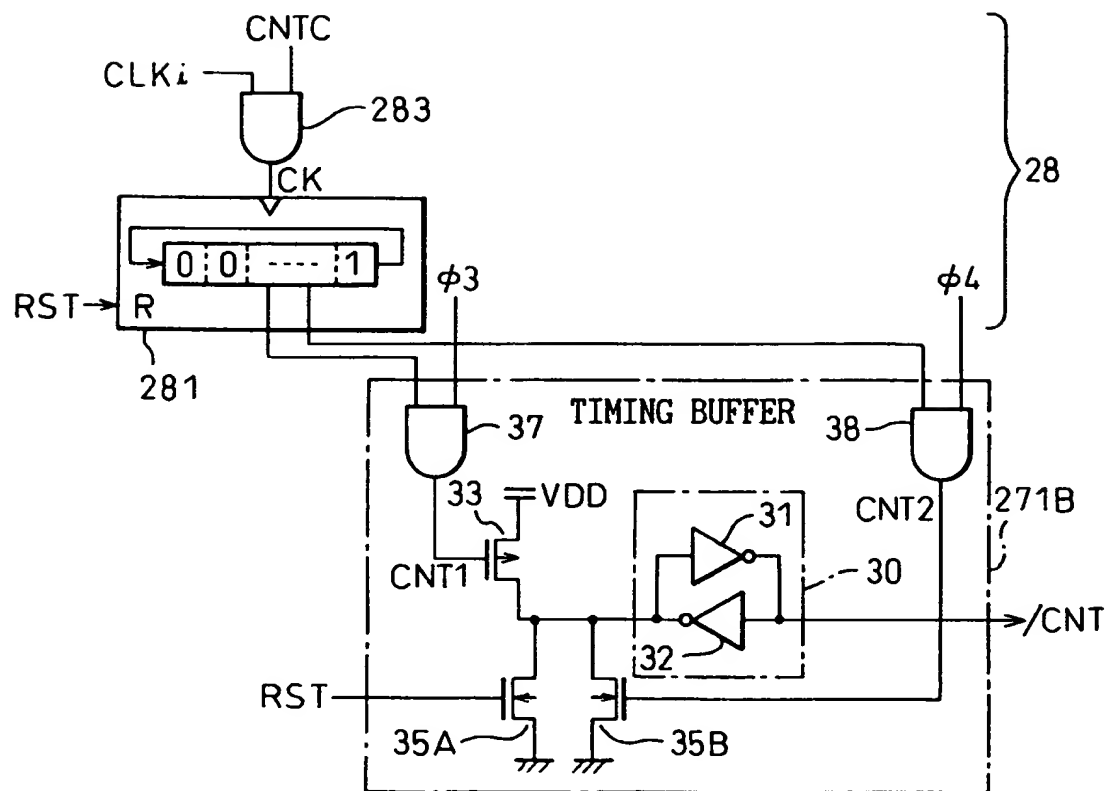 CNTC
CLKi
283
CK
28
0 0 ---- 1
φ3
φ4
RST
R
281
TIMING BUFFER
37
38
33
VDD
31
CNT2
271B
CNT1
30
/CNT
32
RST
35A
35B